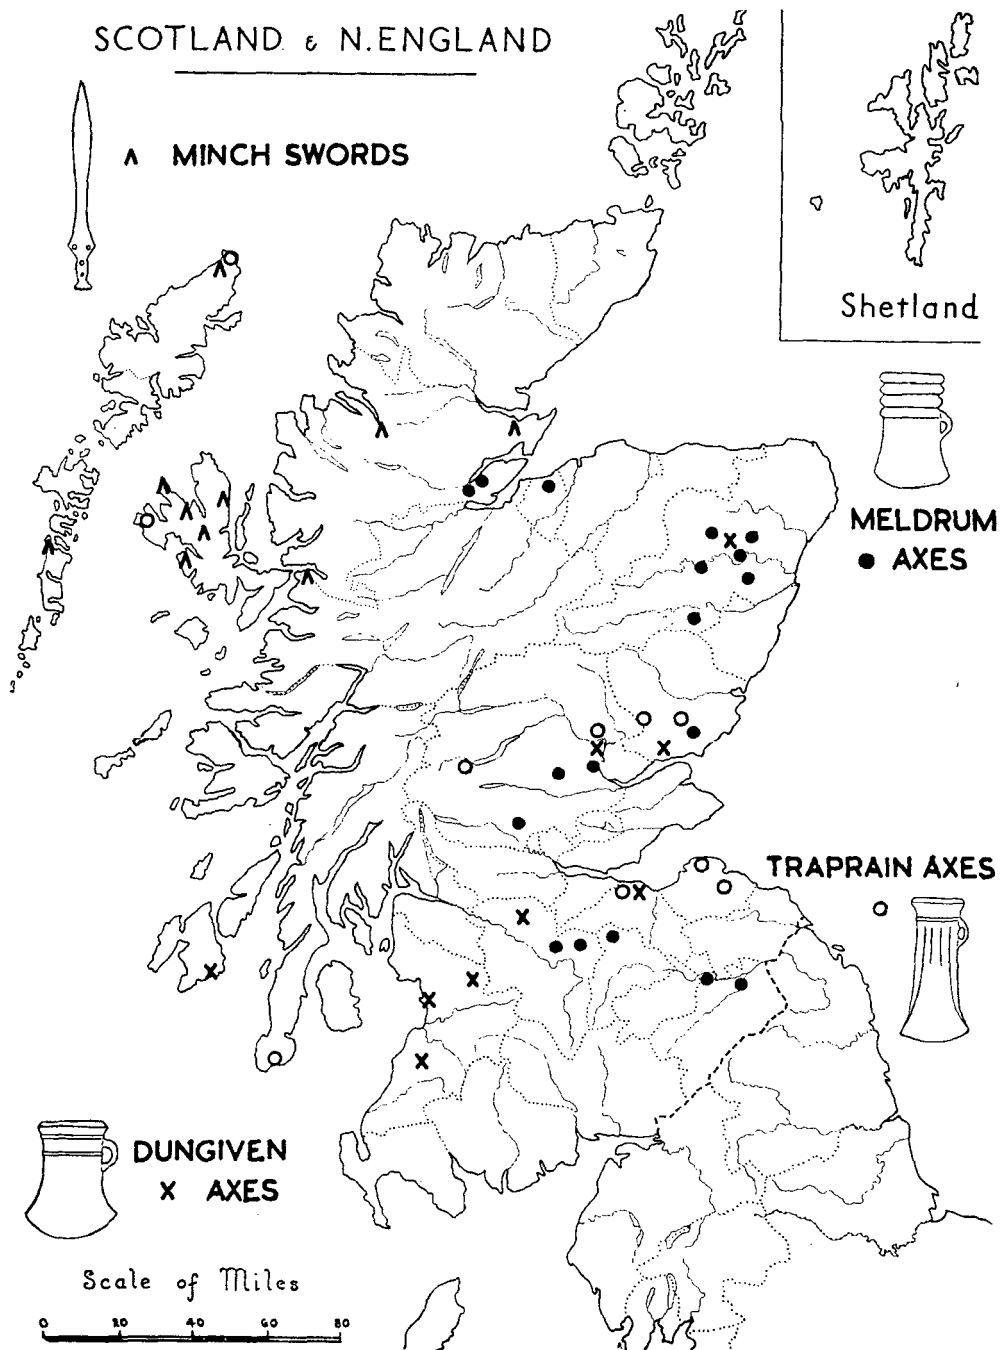 SCOTLAND & N.ENGLAND
ʌ MINCH SWORDS
Shetland
MELDRUM
● AXES
TRAPRAIN AXES
○
DUNGIVEN
x AXES
Scale of Miles
0 20 40 60 80